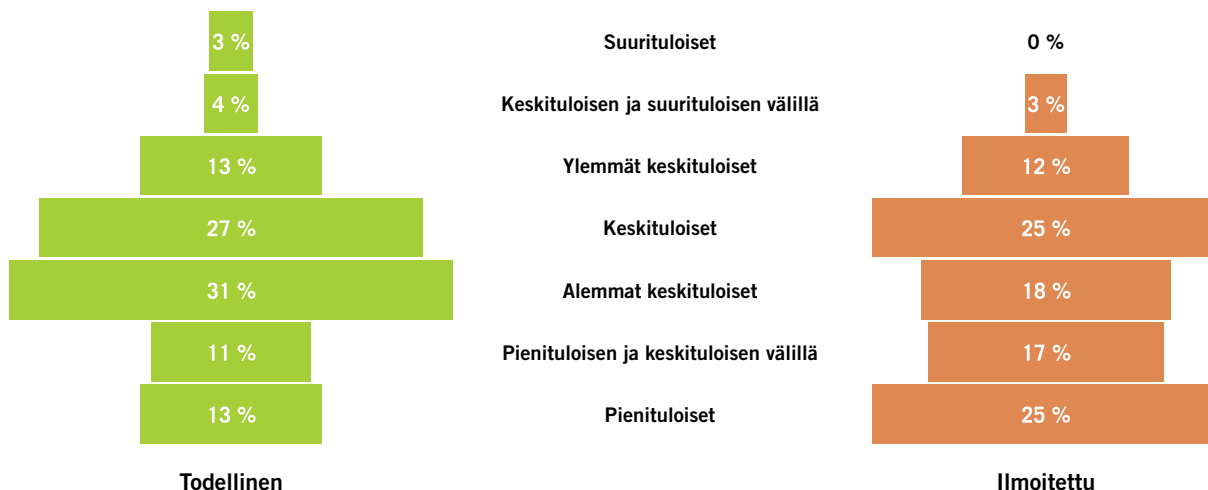 3 % Suurituloiset 0 %
4 % Keskituloisen ja suurituloisen välillä 3 %
13 % Ylemmät keskituloiset 12 %
27 % Keskituloiset 25 %
31 % Alemmat keskituloiset 18 %
11 % Pienituloisen ja keskituloisen välillä 17 %
13 % Pienituloiset 25 %
Todellinen Ilmoitettu